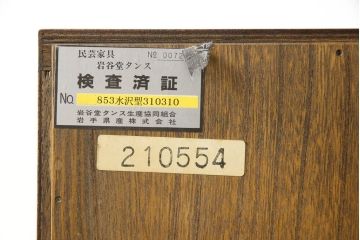 民芸家具 № 0072
岩谷堂タンス
検査済証
No. 853水沢型310310
岩谷堂タンス生産協同組合
岩手県産株式会社
210554